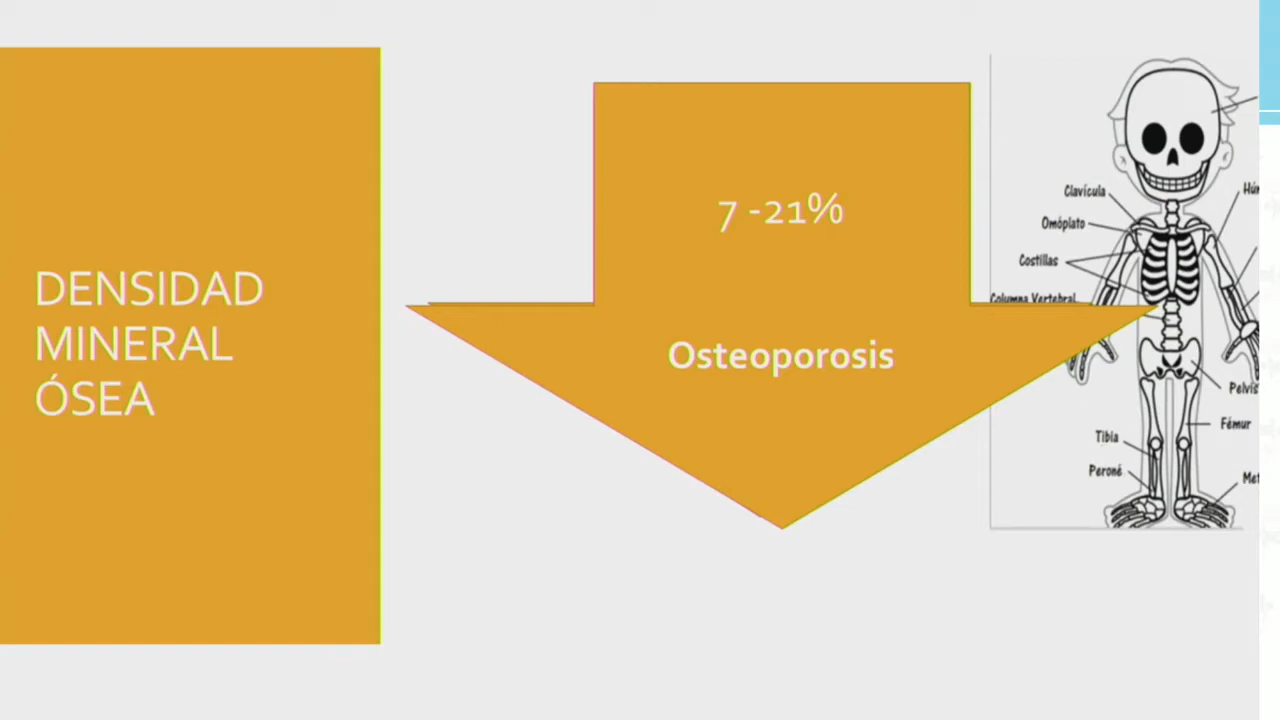 DENSIDAD
MINERAL
ÓSEA
7 -21%
Osteoporosis
Clavícula
Omóplato
Costillas
Columna Vertebral
Tibia
Peroné
Fémur